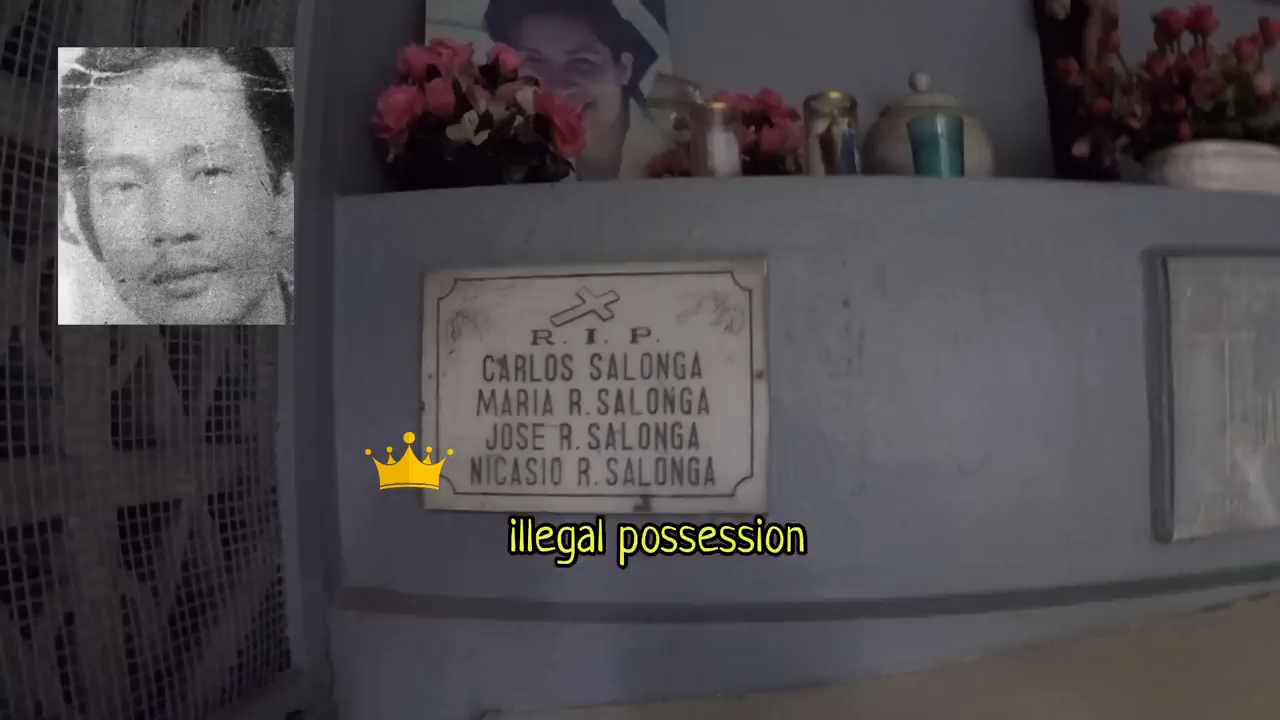 R. I. P.
CARLOS SALONGA
MARIA R. SALONGA
JOSE R. SALONGA
NICASIO R. SALONGA
illegal possession